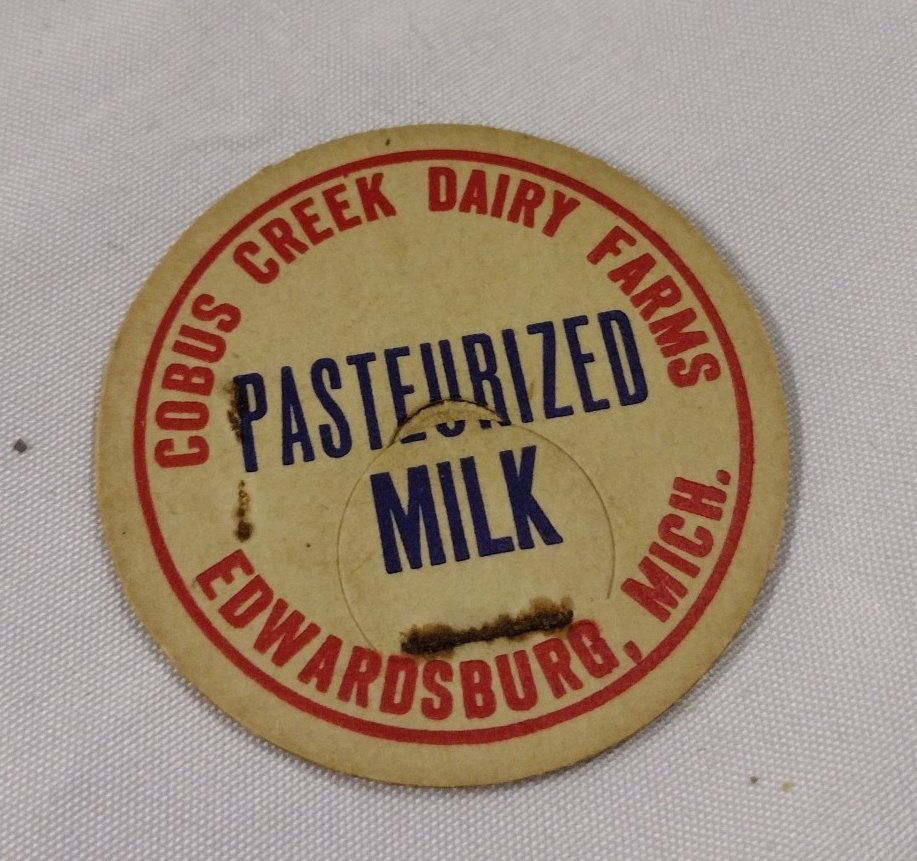 COBUS CREEK DAIRY FARMS
PASTEURIZED
MILK
EDWARDSBURG, MICH.